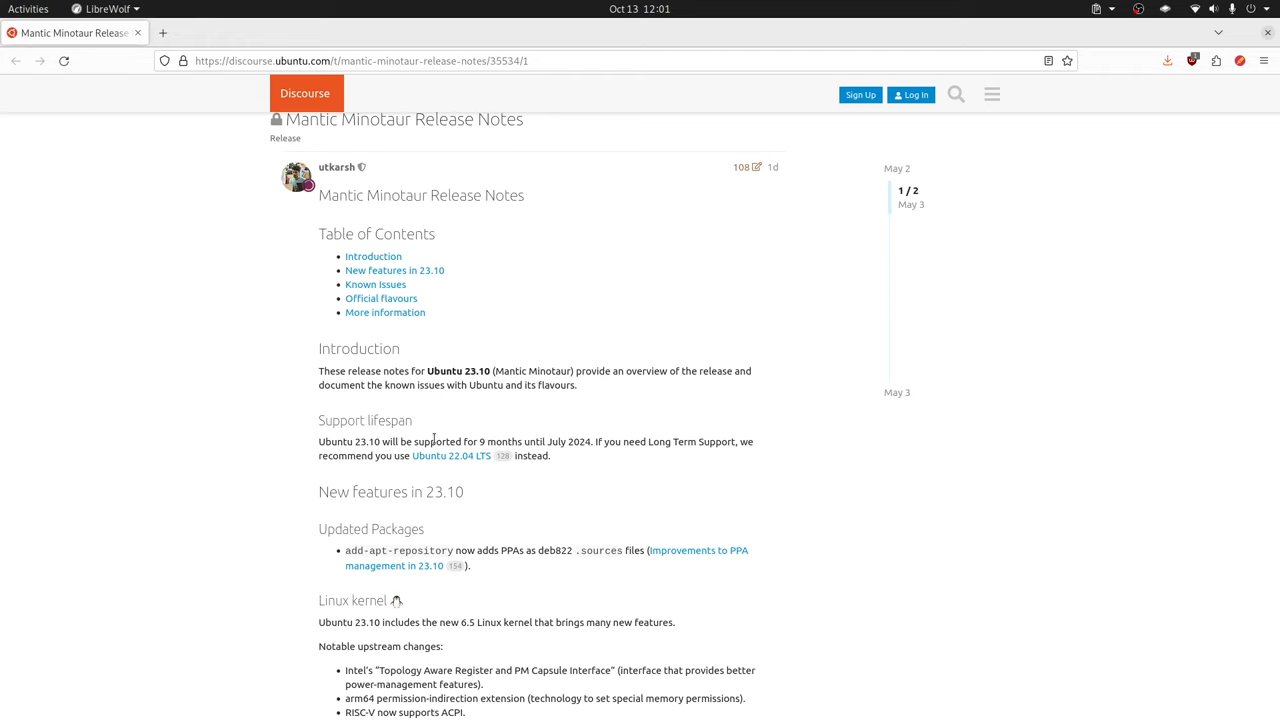 Activities
LibreWolf
Oct 13 12:01
Mantic Minotaur Release
https://discourse.ubuntu.com/t/mantic-minotaur-release-notes/35534/1
1
Discourse
Sign Up
Log In
Mantic Minotaur Release Notes
Release
utkarsh
108
1d
May 2
1 / 2
May 3
May 3
Mantic Minotaur Release Notes
Table of Contents
• Introduction
• New features in 23.10
• Known Issues
• Official flavours
• More information
Introduction
These release notes for Ubuntu 23.10 (Mantic Minotaur) provide an overview of the release and
document the known issues with Ubuntu and its flavours.
Support lifespan
Ubuntu 23.10 will be supported for 9 months until July 2024. If you need Long Term Support, we
recommend you use Ubuntu 22.04 LTS 128 instead.
New features in 23.10
Updated Packages
• add-apt-repository now adds PPAs as deb822 .sources files (Improvements to PPA
management in 23.10 154 ).
Linux kernel
Ubuntu 23.10 includes the new 6.5 Linux kernel that brings many new features.
Notable upstream changes:
• Intel's "Topology Aware Register and PM Capsule Interface" (interface that provides better
power-management features).
• arm64 permission-indirection extension (technology to set special memory permissions).
• RISC-V now supports ACPI.